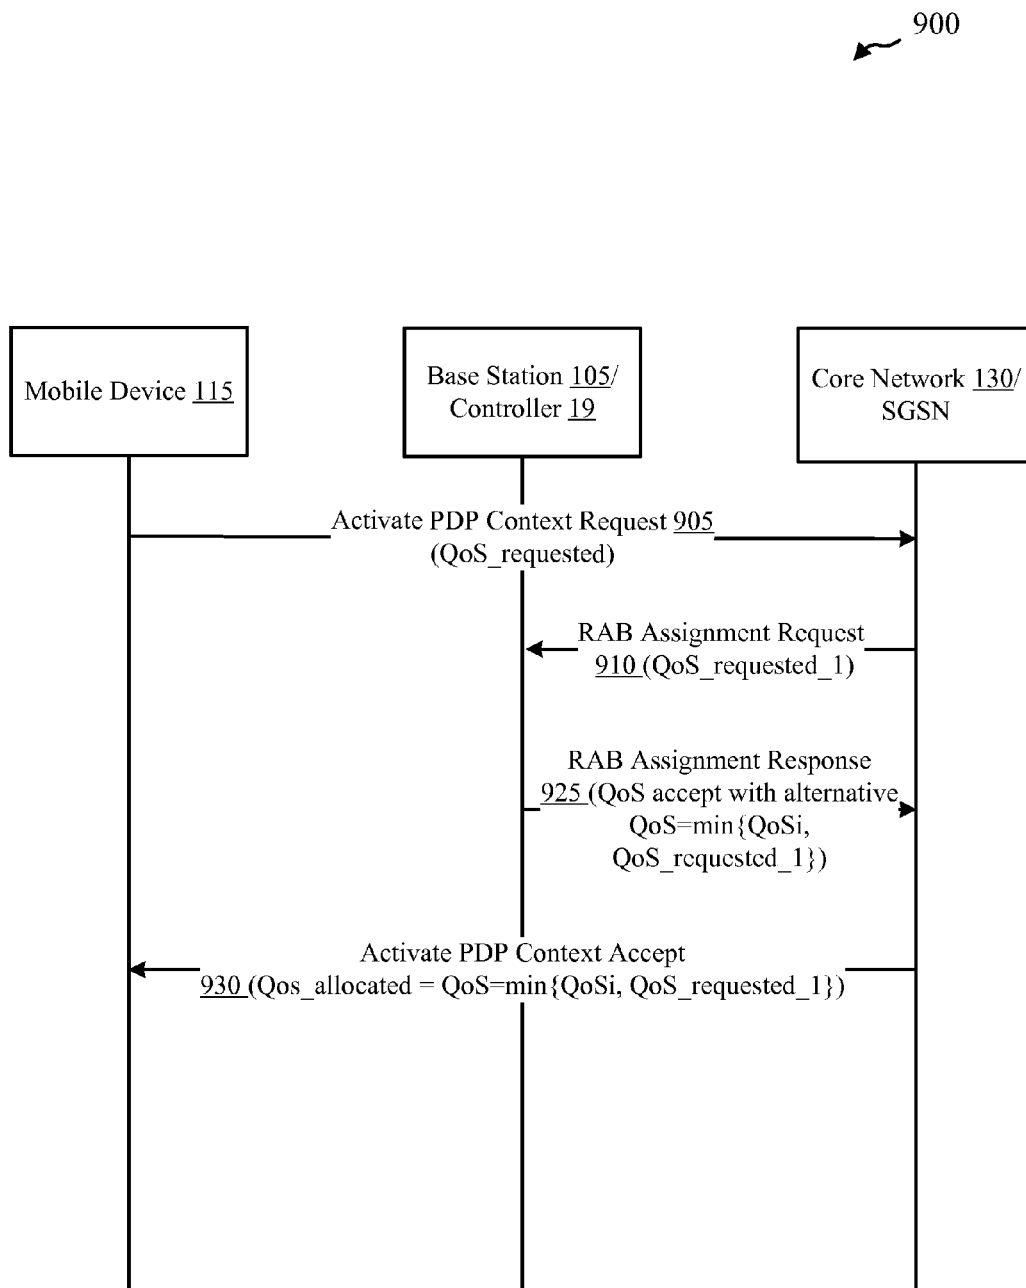 900
Mobile Device 115
Base Station 105/
Controller 19
Core Network 130/
SGSN
Activate PDP Context Request 905
(QoS_requested)
RAB Assignment Request
910 (QoS_requested_1)
RAB Assignment Response
925 (QoS accept with alternative
QoS=min{QoSi,
QoS_requested_1})
Activate PDP Context Accept
930 (Qos_allocated = QoS=min{QoSi, QoS_requested_1})